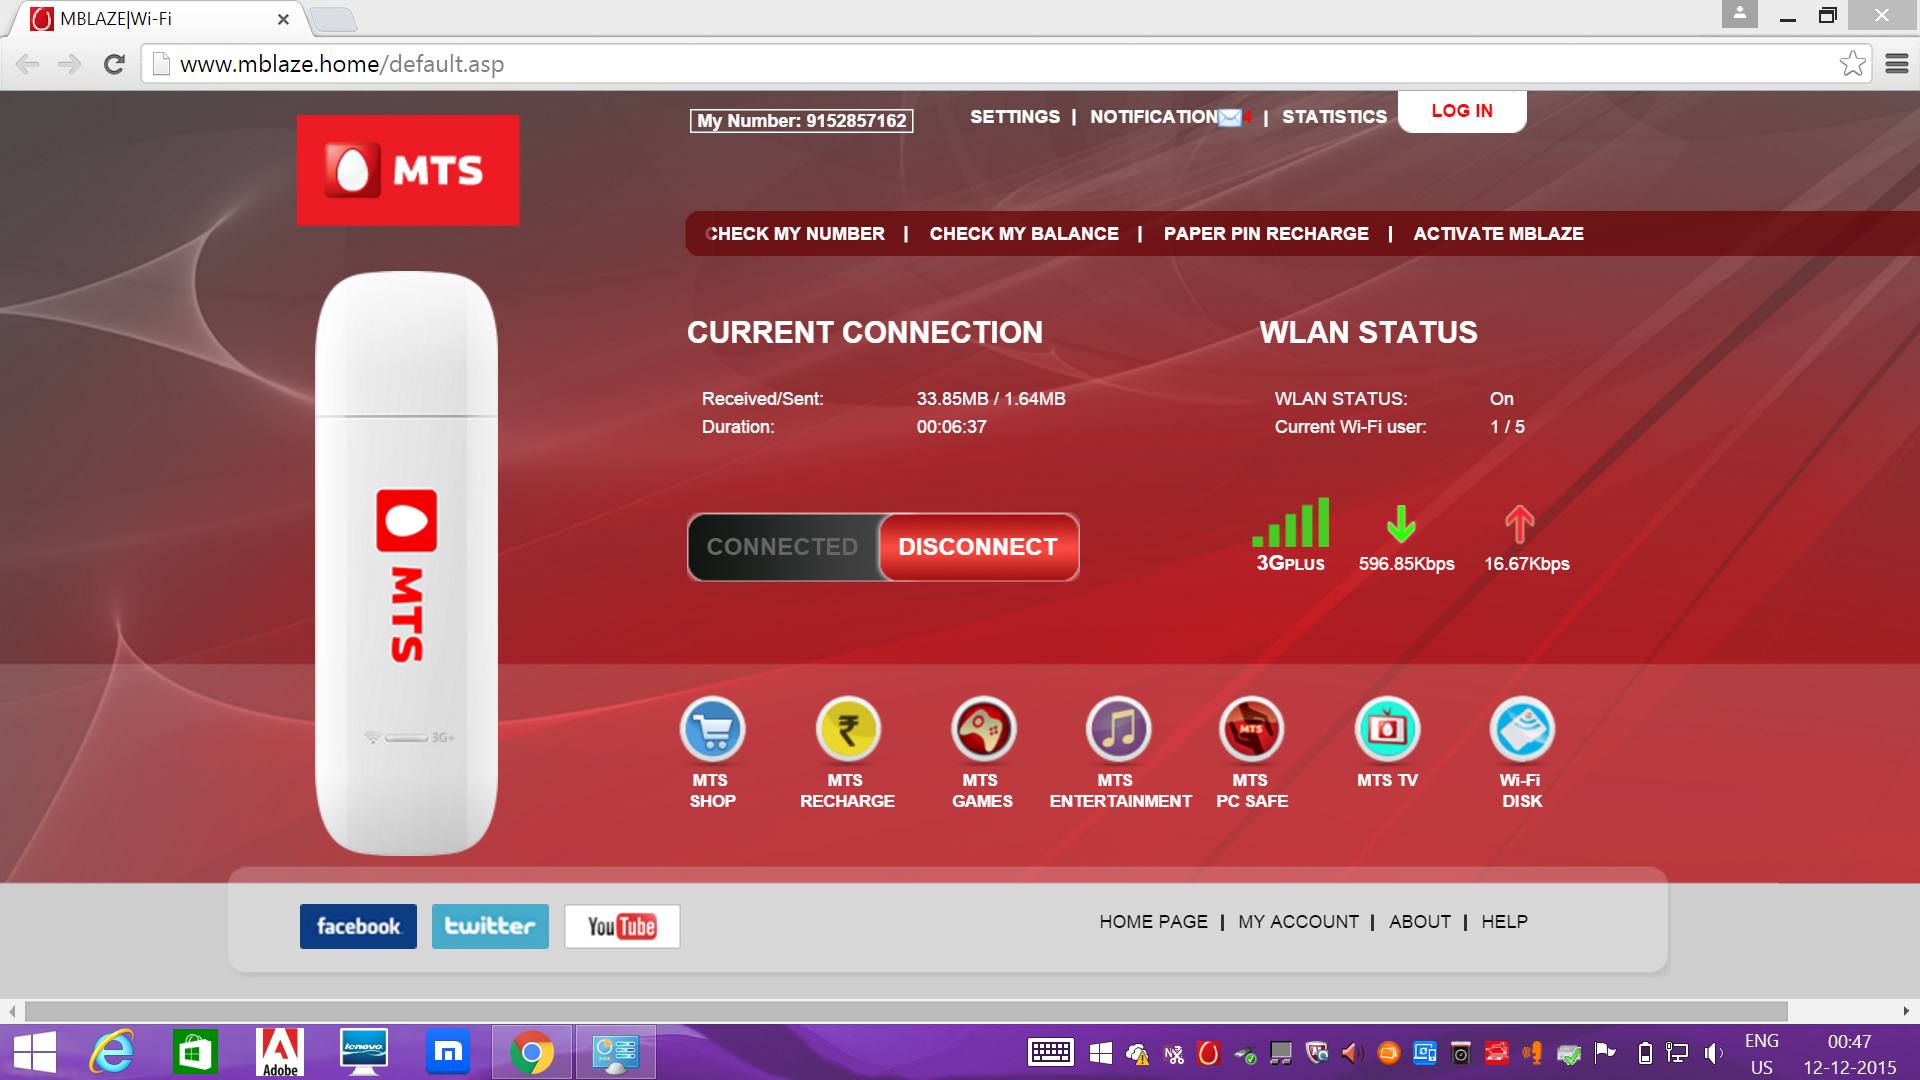 MBLAZE|Wi-Fi
www.mblaze.home/default.asp
My Number: 9152857162
SETTINGS | NOTIFICATION 4 | STATISTICS
LOG IN
MTS
CHECK MY NUMBER | CHECK MY BALANCE | PAPER PIN RECHARGE | ACTIVATE MBLAZE
CURRENT CONNECTION
Received/Sent: 33.85MB / 1.64MB
Duration: 00:06:37
WLAN STATUS
WLAN STATUS: On
Current Wi-Fi user: 1 / 5
CONNECTED DISCONNECT
3GPLUS 596.85Kbps 16.67Kbps
MTS
3G+
MTS SHOP
MTS RECHARGE
MTS GAMES
MTS ENTERTAINMENT
MTS
MTS PC SAFE
MTS TV
Wi-Fi DISK
facebook
twitter
YouTube
HOME PAGE | MY ACCOUNT | ABOUT | HELP
Adobe
lenovo
ENG
US
00:47
12-12-2015